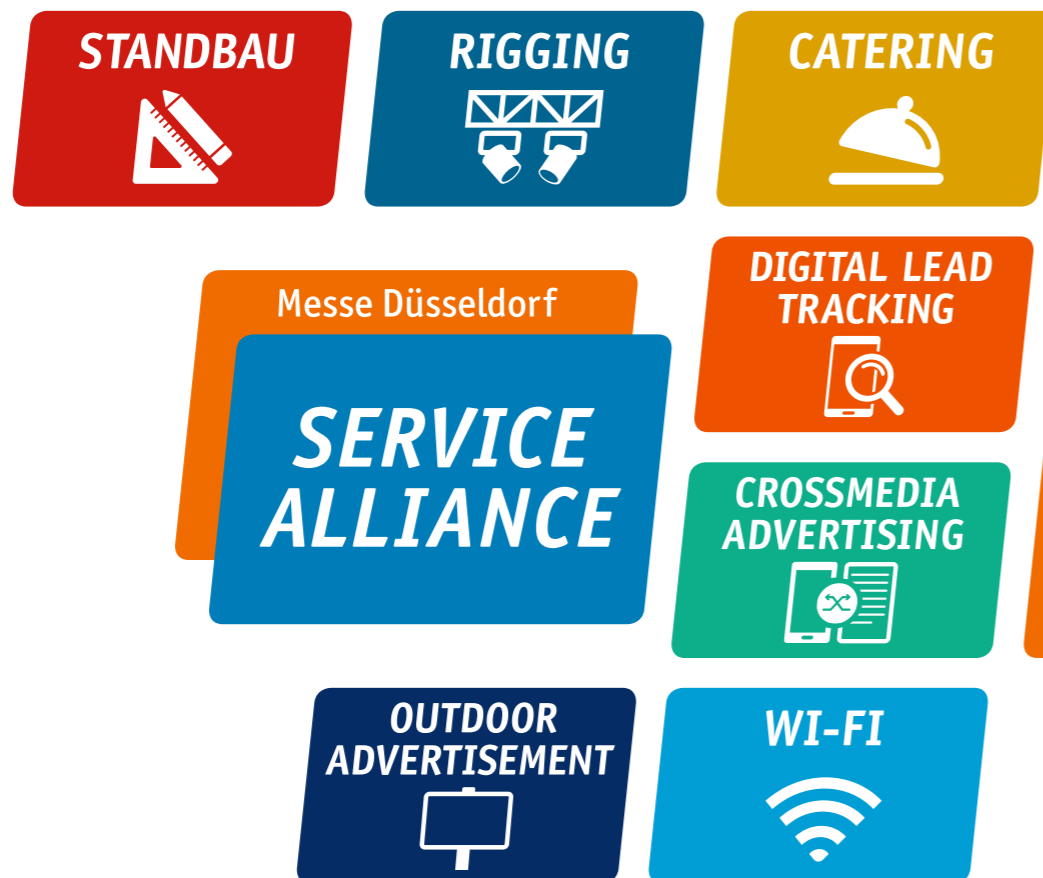 STANDBAU
RIGGING
CATERING
Messe Düsseldorf
SERVICE
ALLIANCE
DIGITAL LEAD
TRACKING
CROSSMEDIA
ADVERTISING
OUTDOOR
ADVERTISEMENT
WI-FI